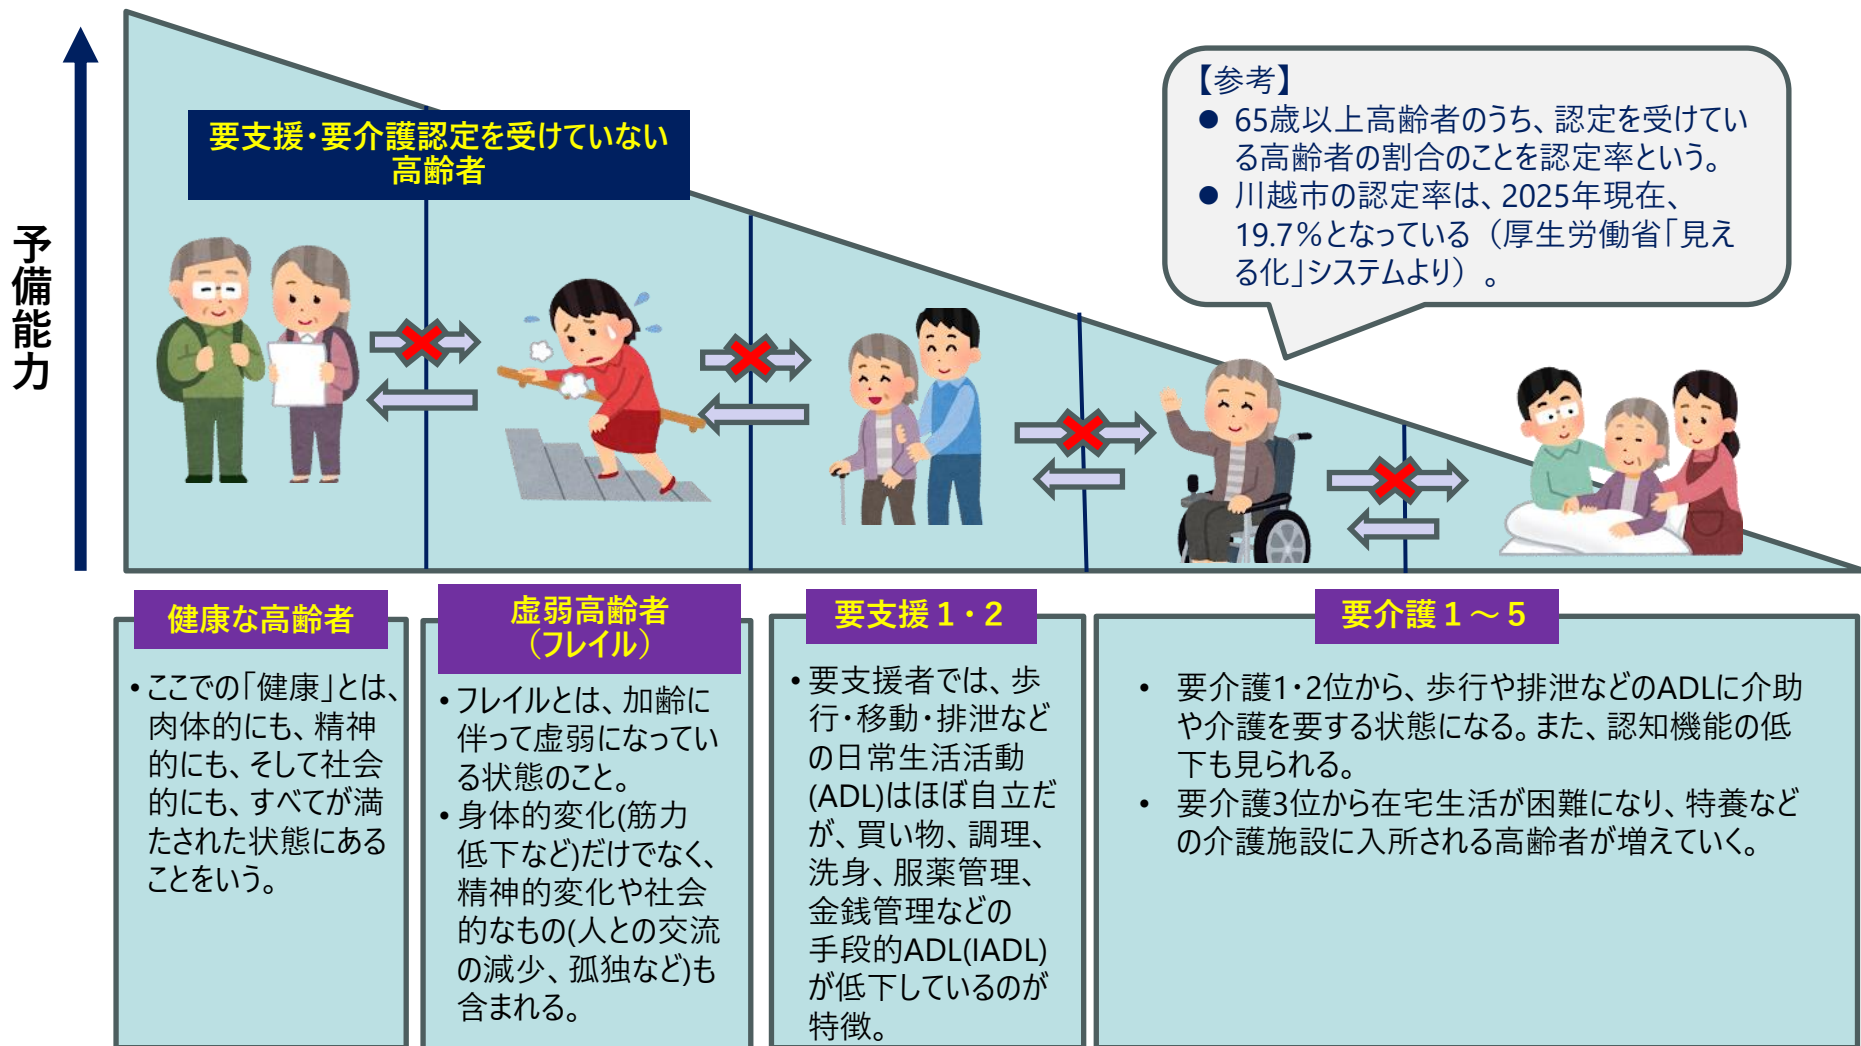 予備能力
要支援・要介護認定を受けていない
高齢者
【参考】
● 65歳以上高齢者のうち、認定を受けてい
る高齢者の割合のことを認定率という。
● 川越市の認定率は、2025年現在、
19.7%となっている（厚生労働省「見え
る化」システムより）。
健康な高齢者
•ここでの「健康」とは、
肉体的にも、精神
的にも、そして社会
的にも、すべてが満
たされた状態にある
ことをいう。
虚弱高齢者
（フレイル）
•フレイルとは、加齢に
伴って虚弱になってい
る状態のこと。
•身体的変化(筋力
低下など)だけでなく、
精神的変化や社会
的なもの(人との交流
の減少、孤独など)も
含まれる。
要支援１・２
•要支援者では、歩
行・移動・排泄など
の日常生活活動
(ADL)はほぼ自立だ
が、買い物、調理、
洗身、服薬管理、
金銭管理などの
手段的ADL(IADL)
が低下しているのが
特徴。
要介護１～５
• 要介護1・2位から、歩行や排泄などのADLに介助
や介護を要する状態になる。また、認知機能の低
下も見られる。
• 要介護3位から在宅生活が困難になり、特養など
の介護施設に入所される高齢者が増えていく。